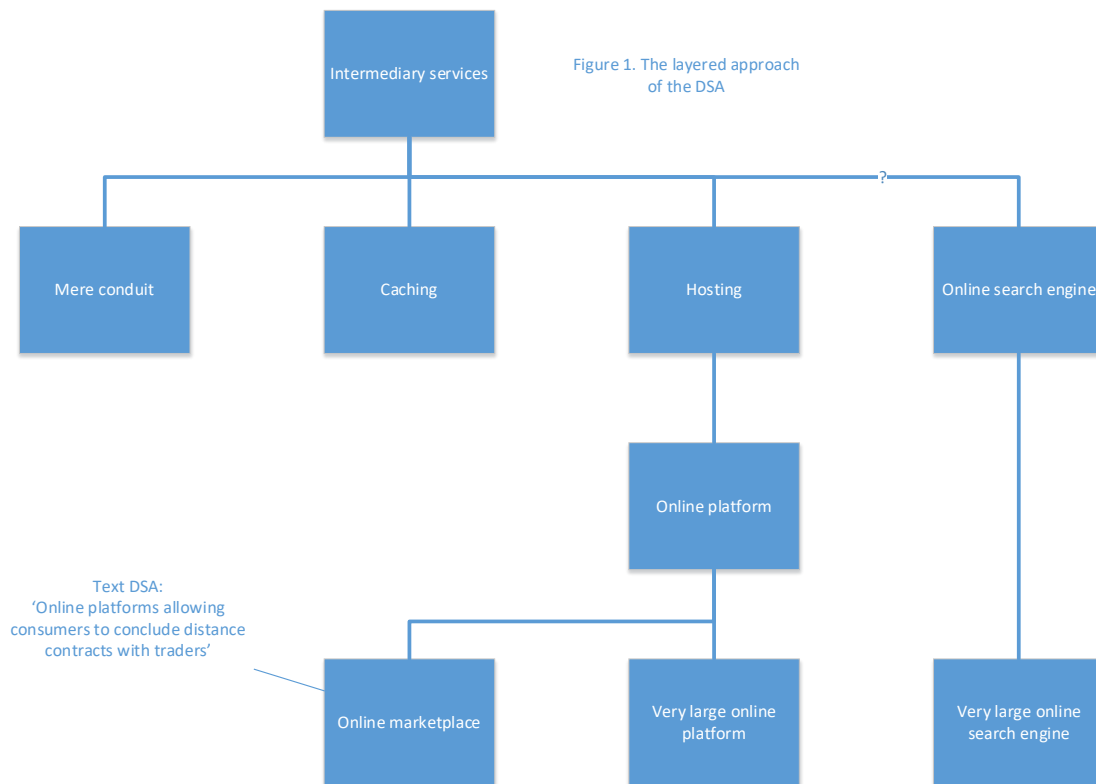 Intermediary services
Figure 1. The layered approach
of the DSA
?
Mere conduit
Caching
Hosting
Online search engine
Online platform
Text DSA:
‘Online platforms allowing
consumers to conclude distance
contracts with traders’
Online marketplace
Very large online
platform
Very large online
search engine